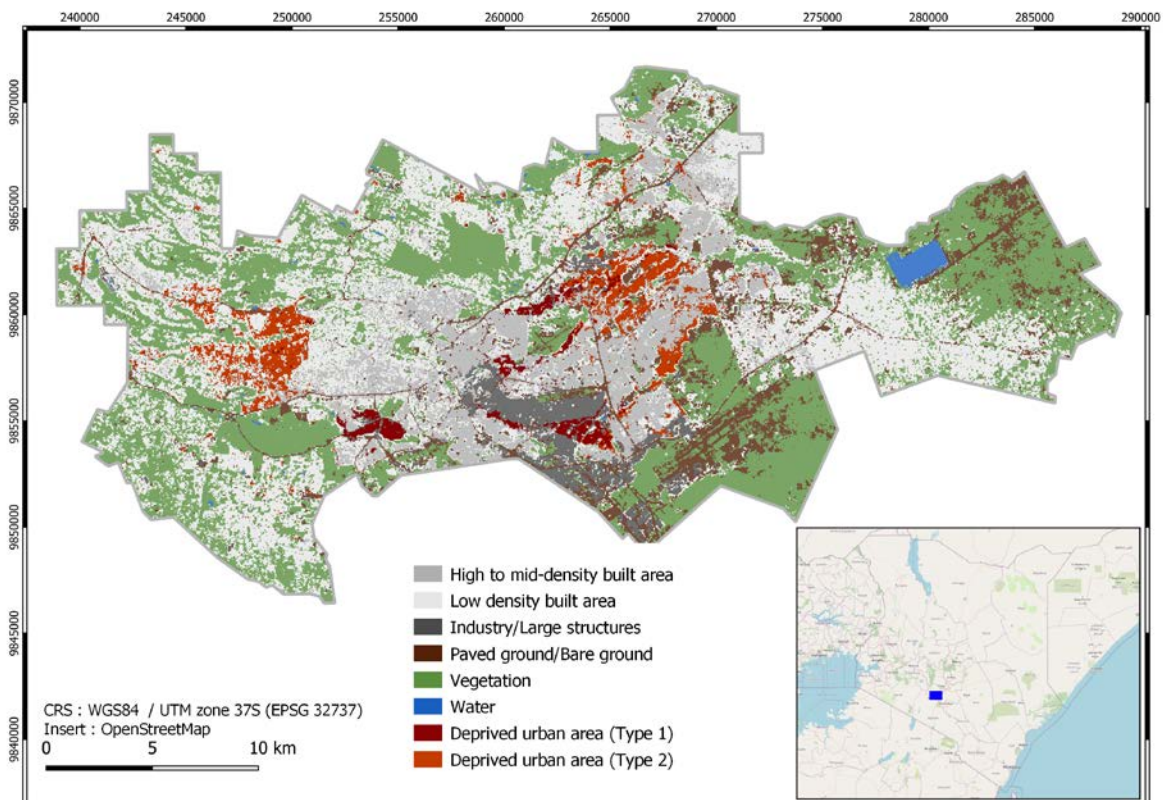 240000 245000 250000 255000 260000 265000 270000 275000 280000 285000 290000
9870000
9865000
9860000
9855000
9850000
9845000
9840000
High to mid-density built area
Low density built area
Industry/Large structures
Paved ground/Bare ground
Vegetation
Water
Deprived urban area (Type 1)
Deprived urban area (Type 2)
CRS : WGS84 / UTM zone 37S (EPSG 32737)
Insert : OpenStreetMap
0 5 10 km